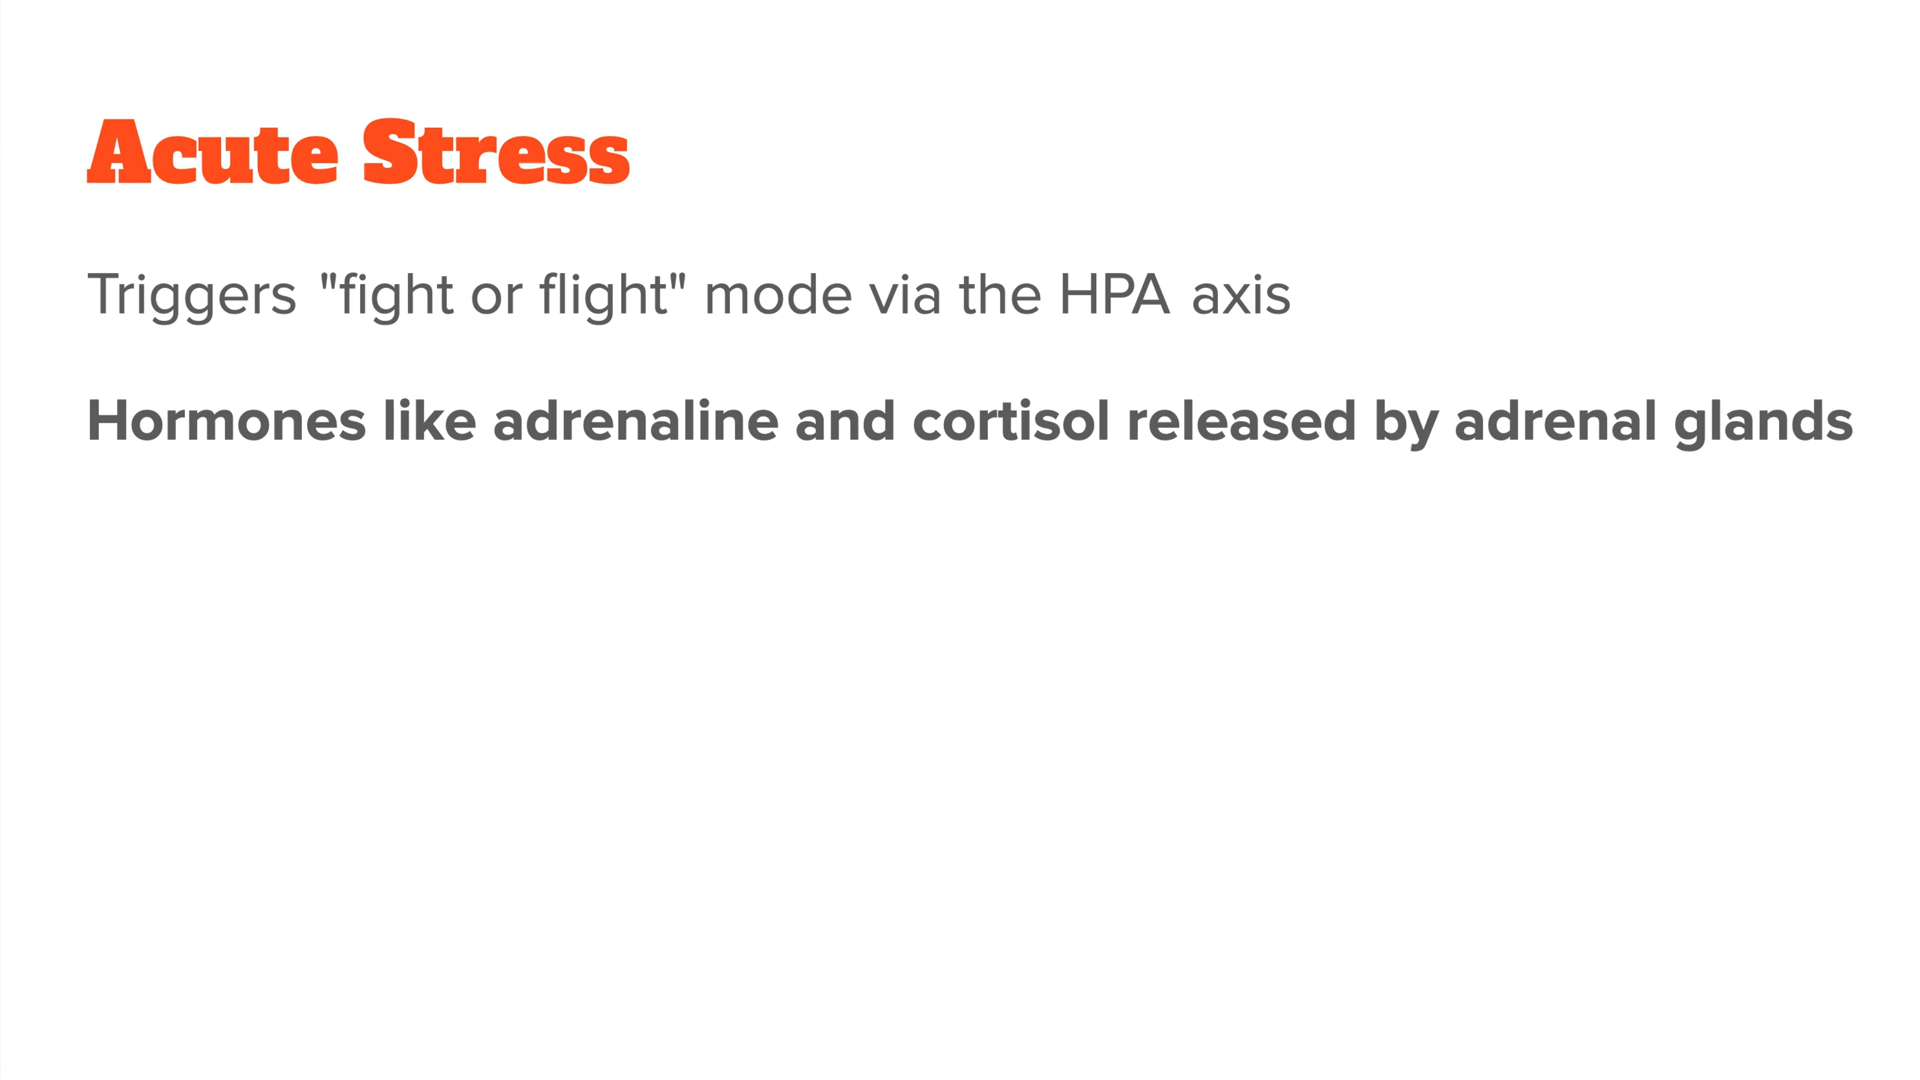 Acute Stress
Triggers "fight or flight" mode via the HPA axis
Hormones like adrenaline and cortisol released by adrenal glands